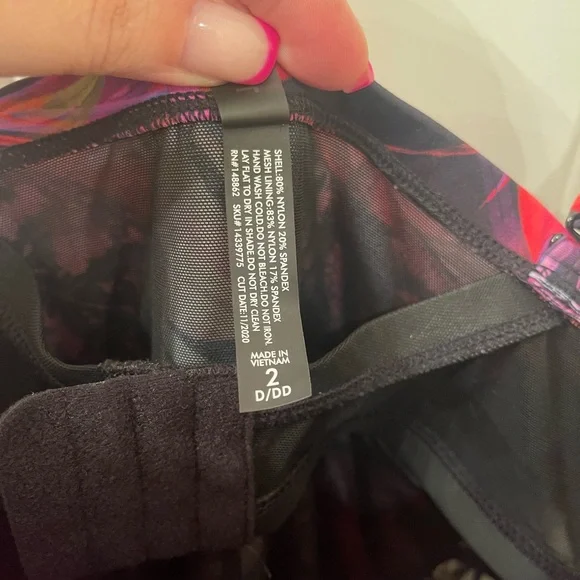 SHELL:80% NYLON 20% SPANDEX
MESH LINING:83% NYLON 17% SPANDEX
HAND WASH COLD.DO NOT BLEACH.DO NOT IRON.
LAY FLAT TO DRY IN SHADE.DO NOT DRY CLEAN
RN#148862 SKU#14339775 CUT DATE:11/2020
MADE IN
VIETNAM
2
D/DD